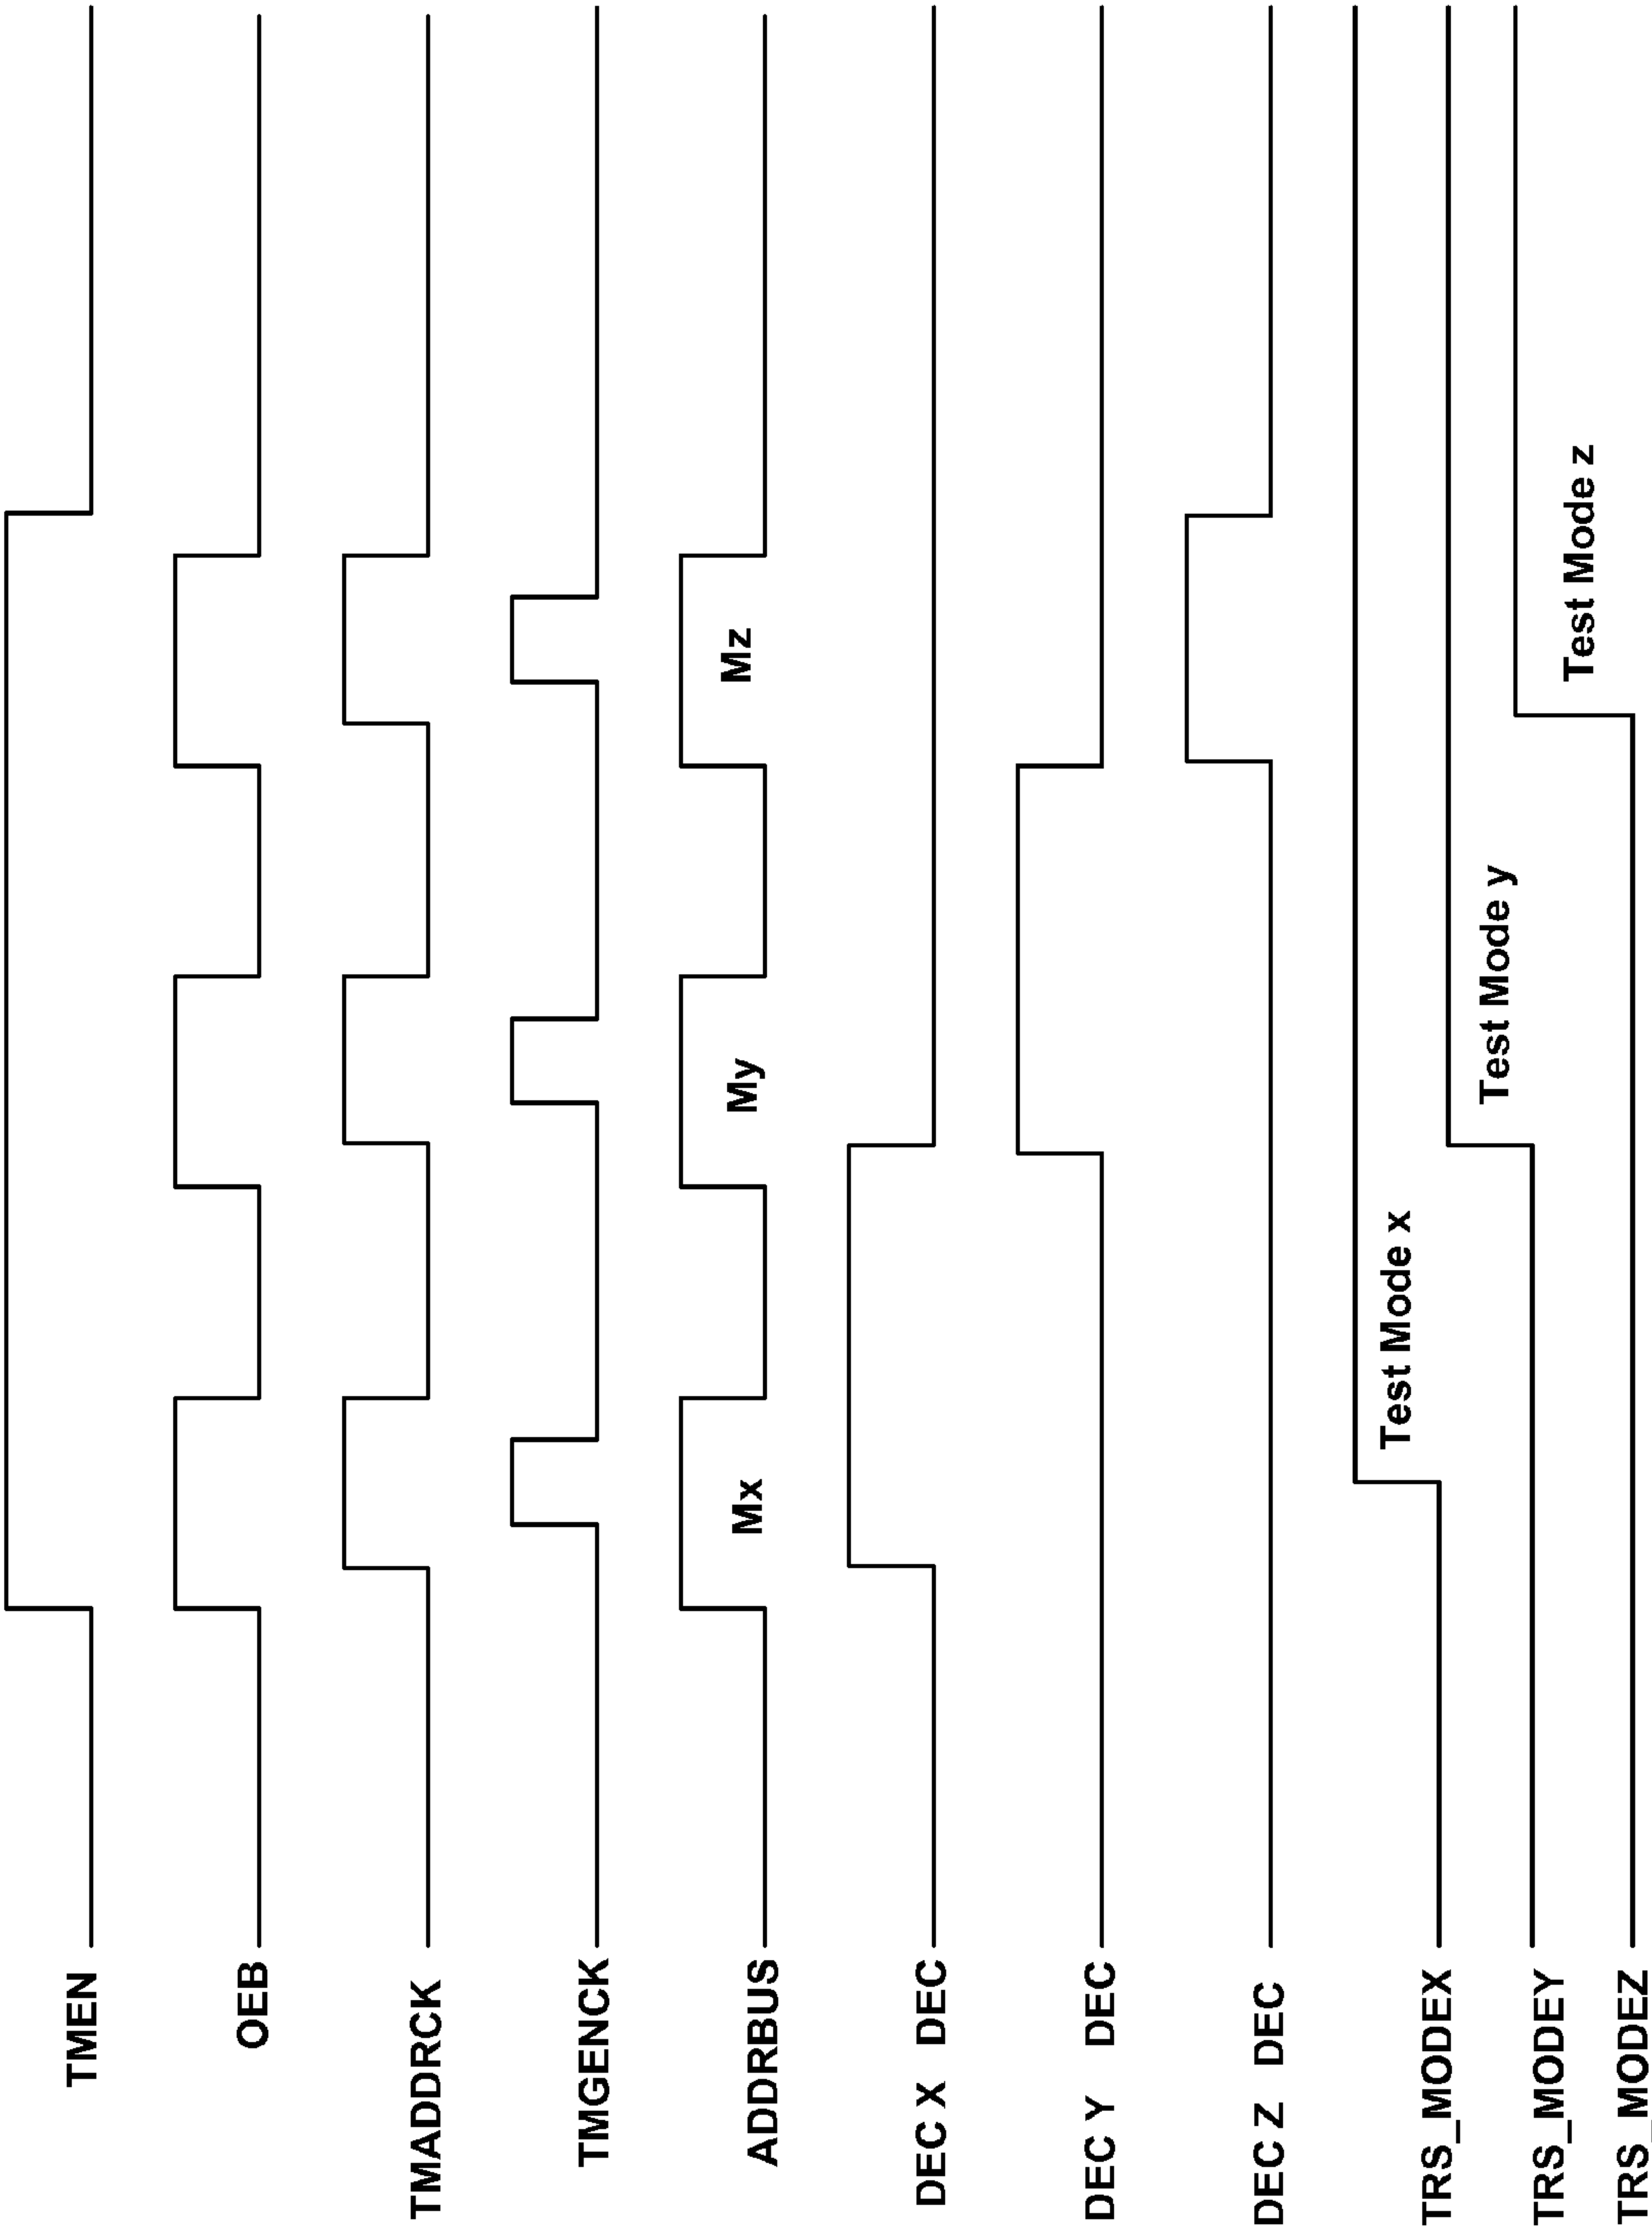 TMEN
OEB
TMADDRCK
TMGENCK
ADDRBUS
Mx
My
Mz
DEC X DEC
DEC Y DEC
DEC Z DEC
TRS_MODEX
Test Mode x
TRS_MODEY
Test Mode y
TRS_MODEZ
Test Mode z